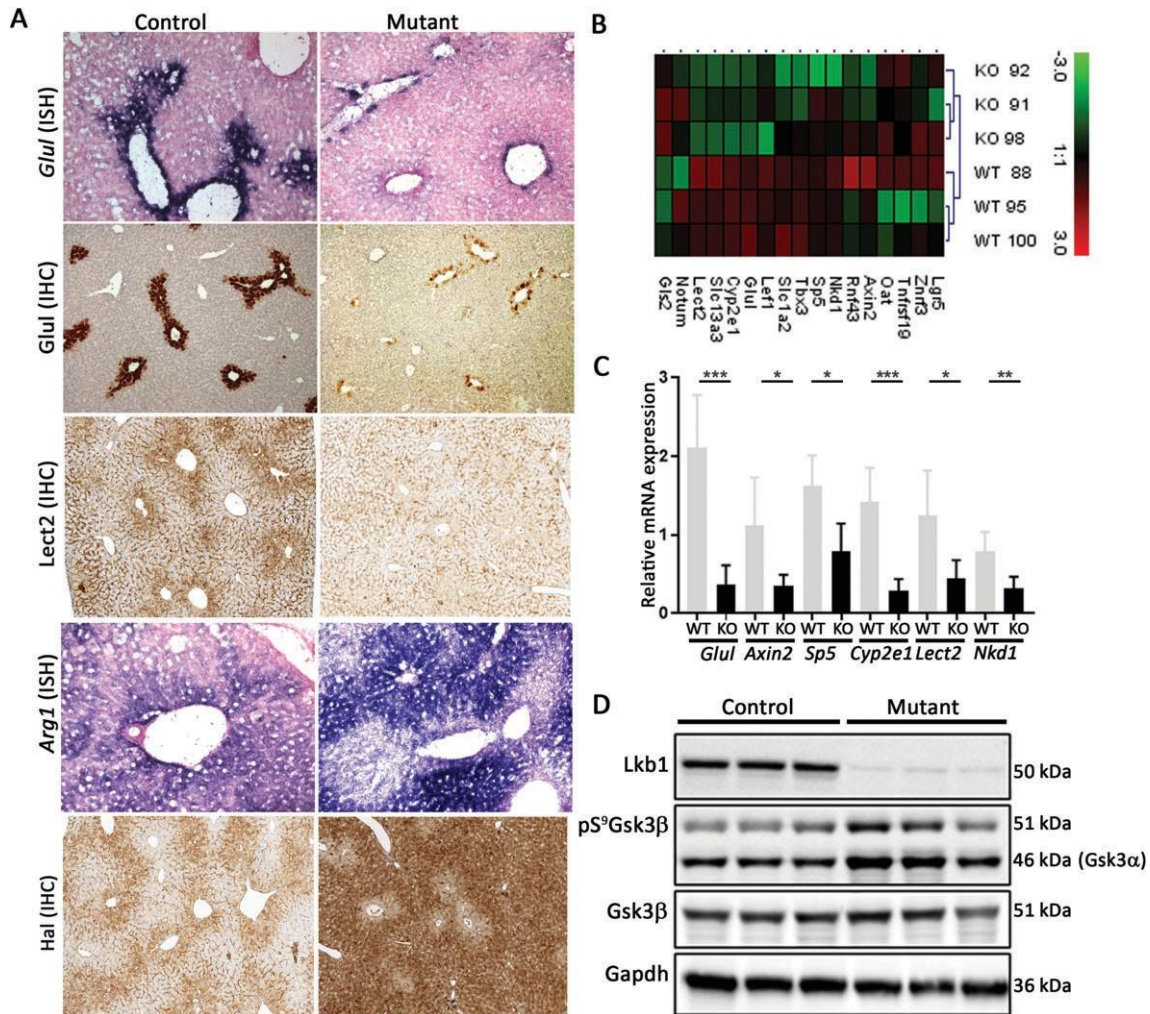 A
Control
Mutant
Glul (ISH)
Glul (IHC)
Lect2 (IHC)
Arg1 (ISH)
Hal (IHC)
B
KO 92
KO 91
KO 98
WT 88
WT 95
WT 100
-3.0
1:1
3.0
Gls2
Notum
Lect2
Slc13a3
Cyp2e1
Glul
Lef1
Slc1a2
Tbx3
Sp5
Nkd1
Rnf43
Axin2
Oat
Tnfrsf19
Znrf3
Lgr5
C
Relative mRNA expression
3
2
1
0
*** * * *** * **
WT KO WT KO WT KO WT KO WT KO WT KO
Glul Axin2 Sp5 Cyp2e1 Lect2 Nkd1
D
Control Mutant
Lkb1 50 kDa
pS⁹Gsk3β 51 kDa
46 kDa (Gsk3α)
Gsk3β 51 kDa
Gapdh 36 kDa